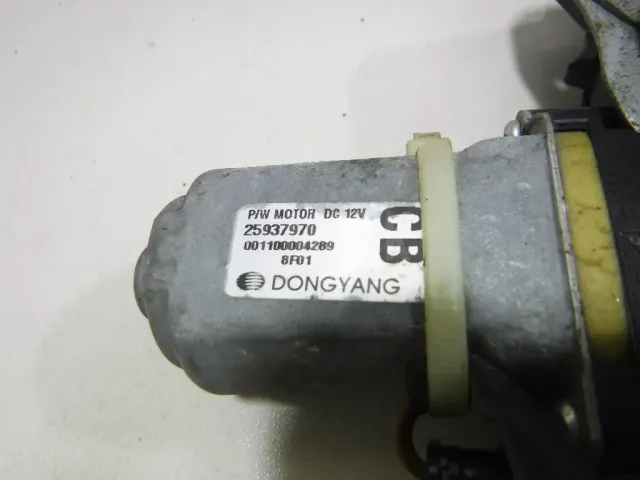 P/W MOTOR DC 12V
25937970
001100004289
8F01
DONGYANG
CB